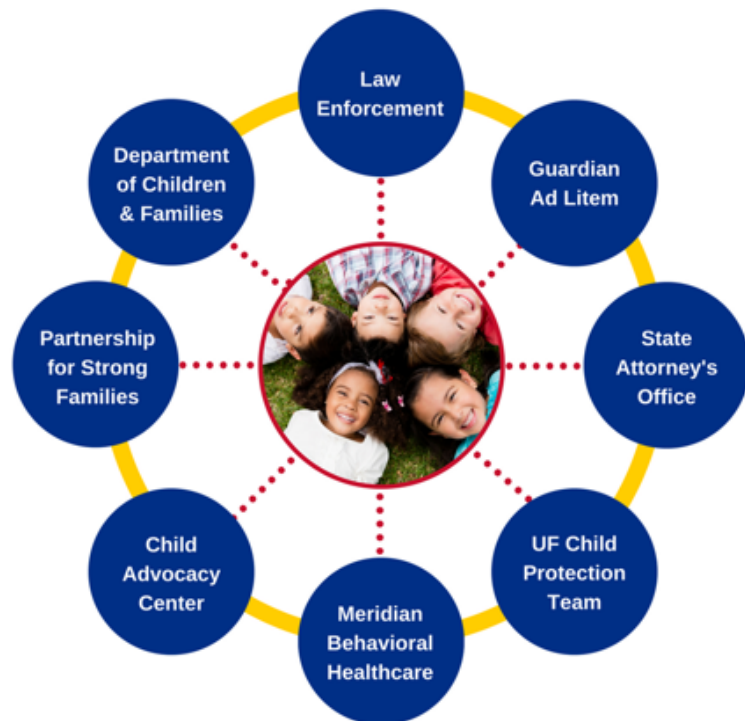 Law
Enforcement
Guardian
Ad Litem
State
Attorney's
Office
UF Child
Protection
Team
Meridian
Behavioral
Healthcare
Child
Advocacy
Center
Partnership
for Strong
Families
Department
of Children
& Families